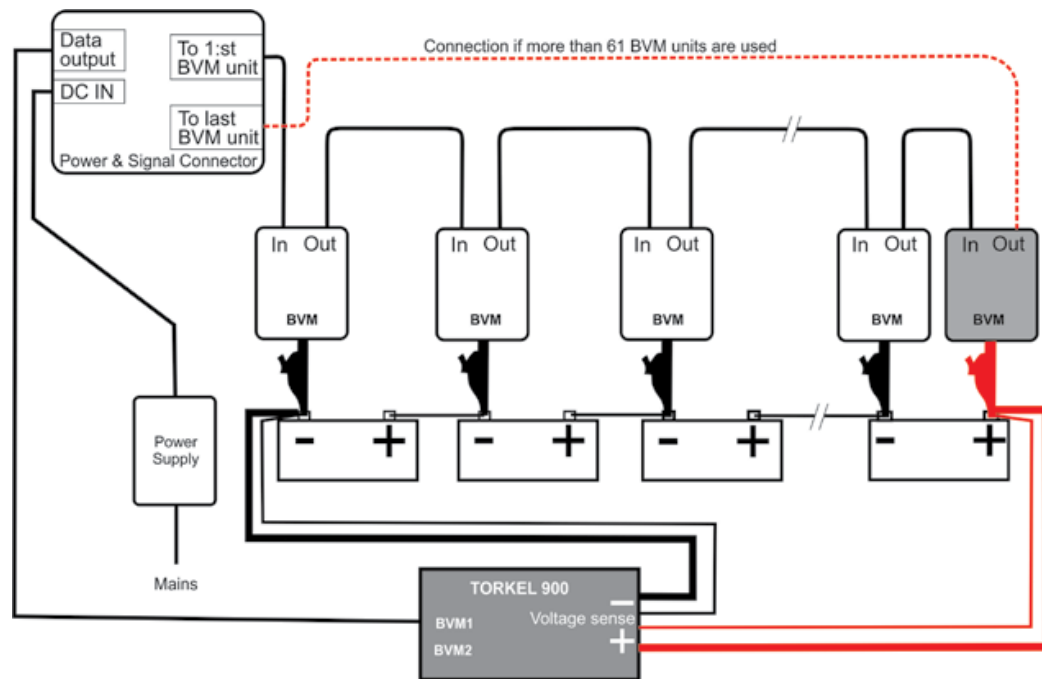 Data
output
To 1:st
BVM unit
DC IN
To last
BVM unit
Power & Signal Connector
Connection if more than 61 BVM units are used
In Out
BVM
In Out
BVM
In Out
BVM
In Out
BVM
In Out
BVM
- +
- +
- +
- +
Power
Supply
Mains
TORKEL 900
-
Voltage sense
+
BVM1
BVM2